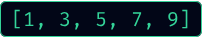 [1, 3, 5, 7, 9]